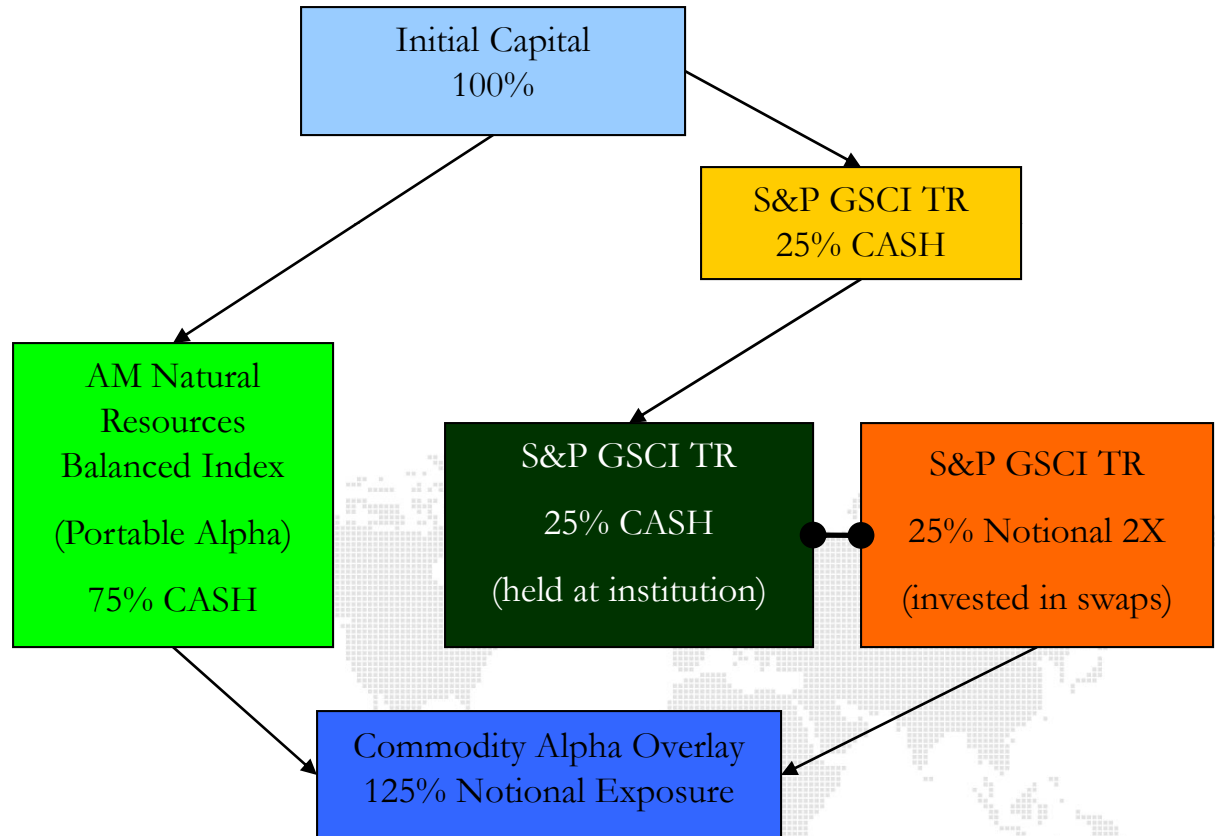 Initial Capital
100%
S&P GSCI TR
25% CASH
AM Natural
Resources
Balanced Index
(Portable Alpha)
75% CASH
S&P GSCI TR
25% CASH
(held at institution)
S&P GSCI TR
25% Notional 2X
(invested in swaps)
Commodity Alpha Overlay
125% Notional Exposure